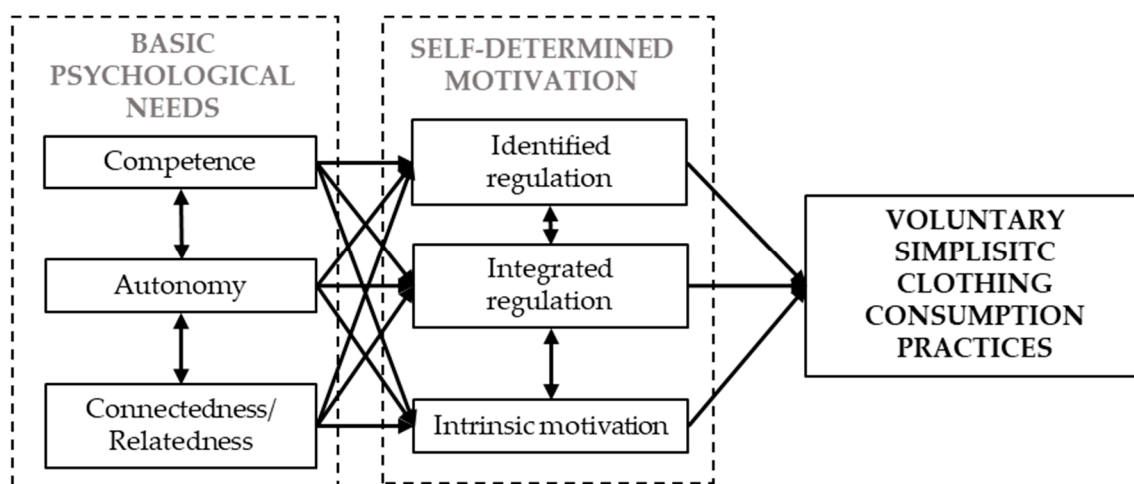 BASIC
PSYCHOLOGICAL
NEEDS
Competence
Autonomy
Connectedness/
Relatedness
SELF-DETERMINED
MOTIVATION
Identified
regulation
Integrated
regulation
Intrinsic motivation
VOLUNTARY
SIMPLISITC
CLOTHING
CONSUMPTION
PRACTICES